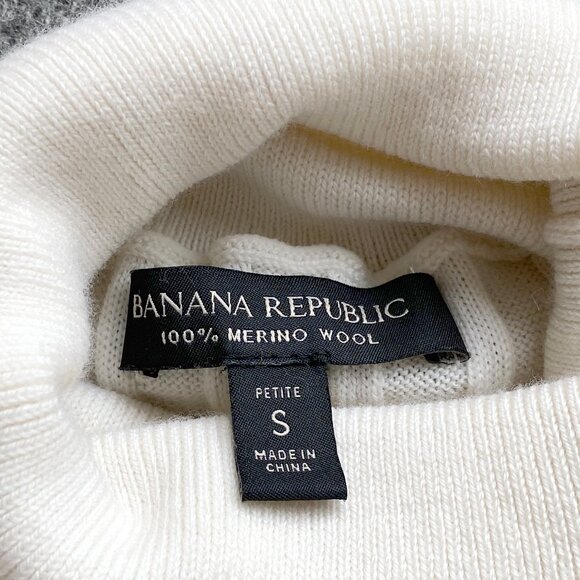 BANANA REPUBLIC
100% MERINO WOOL
PETITE
S
MADE IN
CHINA